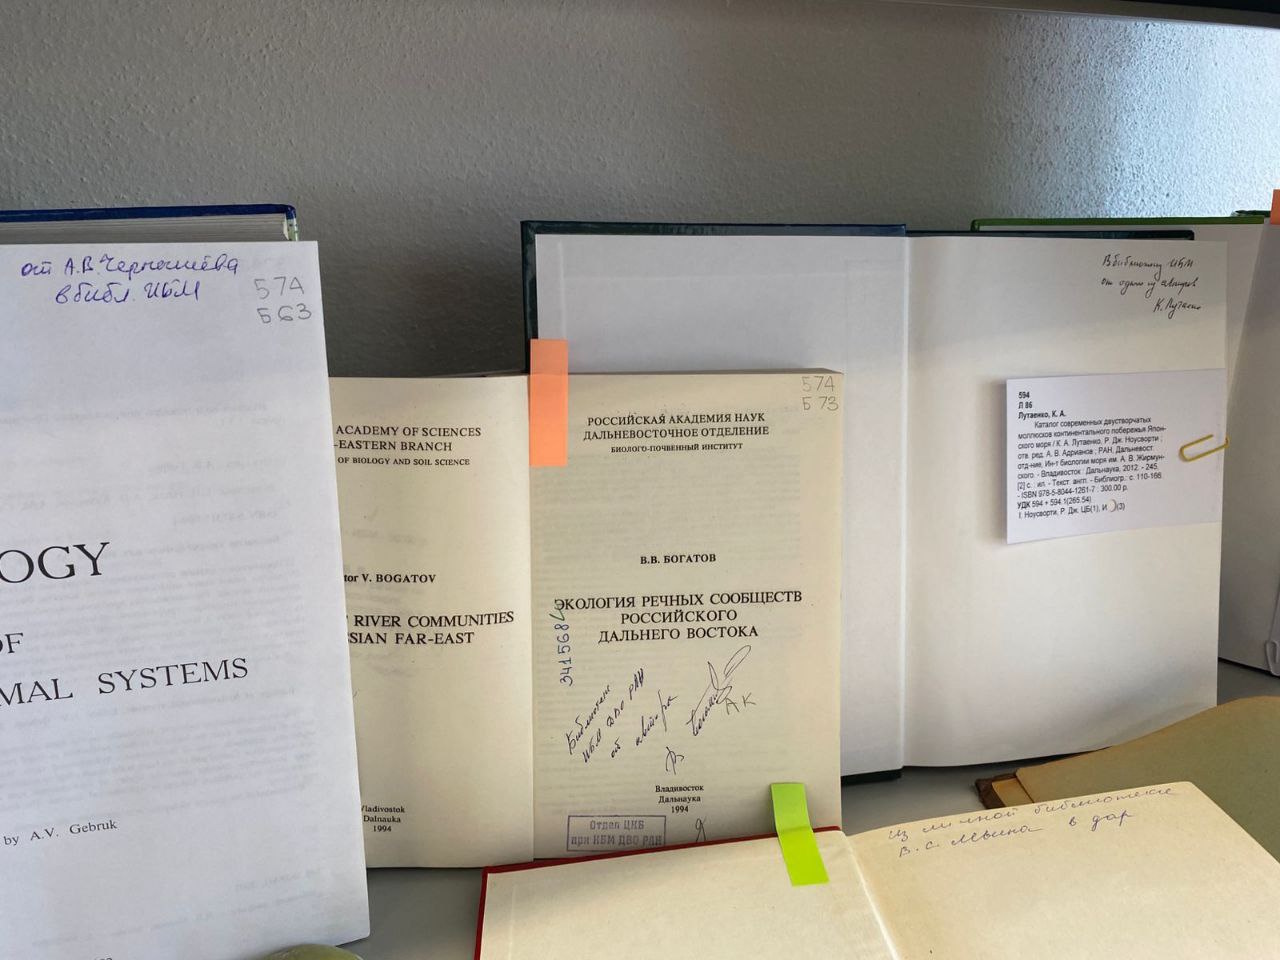 от А.В. Чернышева
в библ. ИБМ
574
Б63
OGY
OF
MAL SYSTEMS
by A.V. Gebruk
ACADEMY OF SCIENCES
-EASTERN BRANCH
OF BIOLOGY AND SOIL SCIENCE
tor V. BOGATOV
RIVER COMMUNITIES
SIAN FAR-EAST
Vladivostok
Dalnauka
1994
574
Б 73
РОССИЙСКАЯ АКАДЕМИЯ НАУК
ДАЛЬНЕВОСТОЧНОЕ ОТДЕЛЕНИЕ
БИОЛОГО-ПОЧВЕННЫЙ ИНСТИТУТ
В.В. БОГАТОВ
ЭКОЛОГИЯ РЕЧНЫХ СООБЩЕСТВ
РОССИЙСКОГО
ДАЛЬНЕГО ВОСТОКА
Библиотеке
ИБМ ДВО РАН
от автора
АК
Владивосток
Дальнаука
1994
Отдел ЦНБ
при ИБМ ДВО РАН
В библиотеку ИБМ
от одного из авторов
К. Лутаенко
594
Л 86
Лутаенко, К. А.
Каталог современных двустворчатых
моллюсков континентального побережья Япон-
ского моря / К. А. Лутаенко, Р. Дж. Ноусворти ;
отв. ред. А. В. Адрианов ; РАН, Дальневост.
отд-ние, Ин-т биологии моря им. А. В. Жирмун-
ского. - Владивосток : Дальнаука, 2012. - 245,
[2] с. : ил. - Текст. англ. - Библиогр.: с. 110-166.
- ISBN 978-5-8044-1261-7 : 300.00 р.
УДК 594 + 594.1(265.54)
I. Ноусворти, Р. Дж. ЦБ(1), И (3)
Из личной библиотеки
В. С. Левина в дар